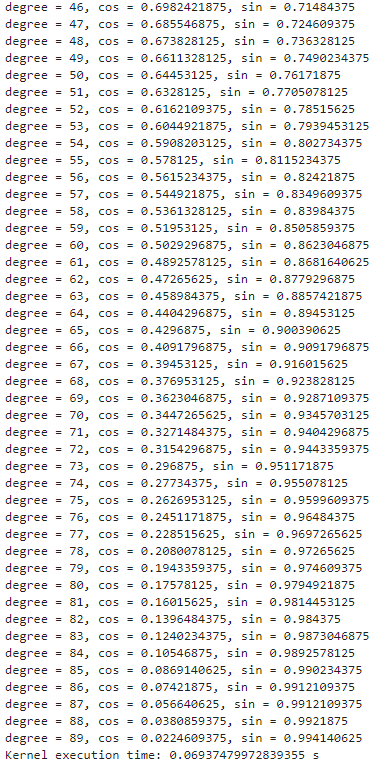 degree = 46, cos = 0.6982421875, sin = 0.71484375
degree = 47, cos = 0.685546875, sin = 0.724609375
degree = 48, cos = 0.673828125, sin = 0.736328125
degree = 49, cos = 0.6611328125, sin = 0.7490234375
degree = 50, cos = 0.64453125, sin = 0.76171875
degree = 51, cos = 0.6328125, sin = 0.7705078125
degree = 52, cos = 0.6162109375, sin = 0.78515625
degree = 53, cos = 0.6044921875, sin = 0.7939453125
degree = 54, cos = 0.5908203125, sin = 0.802734375
degree = 55, cos = 0.578125, sin = 0.8115234375
degree = 56, cos = 0.5615234375, sin = 0.82421875
degree = 57, cos = 0.544921875, sin = 0.8349609375
degree = 58, cos = 0.5361328125, sin = 0.83984375
degree = 59, cos = 0.51953125, sin = 0.8505859375
degree = 60, cos = 0.5029296875, sin = 0.8623046875
degree = 61, cos = 0.4892578125, sin = 0.8681640625
degree = 62, cos = 0.47265625, sin = 0.8779296875
degree = 63, cos = 0.458984375, sin = 0.8857421875
degree = 64, cos = 0.4404296875, sin = 0.89453125
degree = 65, cos = 0.4296875, sin = 0.900390625
degree = 66, cos = 0.4091796875, sin = 0.9091796875
degree = 67, cos = 0.39453125, sin = 0.916015625
degree = 68, cos = 0.376953125, sin = 0.923828125
degree = 69, cos = 0.3623046875, sin = 0.9287109375
degree = 70, cos = 0.3447265625, sin = 0.9345703125
degree = 71, cos = 0.3271484375, sin = 0.9404296875
degree = 72, cos = 0.3154296875, sin = 0.9443359375
degree = 73, cos = 0.296875, sin = 0.951171875
degree = 74, cos = 0.27734375, sin = 0.955078125
degree = 75, cos = 0.2626953125, sin = 0.9599609375
degree = 76, cos = 0.2451171875, sin = 0.96484375
degree = 77, cos = 0.228515625, sin = 0.9697265625
degree = 78, cos = 0.2080078125, sin = 0.97265625
degree = 79, cos = 0.1943359375, sin = 0.974609375
degree = 80, cos = 0.17578125, sin = 0.9794921875
degree = 81, cos = 0.16015625, sin = 0.9814453125
degree = 82, cos = 0.1396484375, sin = 0.984375
degree = 83, cos = 0.1240234375, sin = 0.9873046875
degree = 84, cos = 0.10546875, sin = 0.9892578125
degree = 85, cos = 0.0869140625, sin = 0.990234375
degree = 86, cos = 0.07421875, sin = 0.9912109375
degree = 87, cos = 0.056640625, sin = 0.9912109375
degree = 88, cos = 0.0380859375, sin = 0.9921875
degree = 89, cos = 0.0224609375, sin = 0.994140625
Kernel execution time: 0.06937479972839355 s